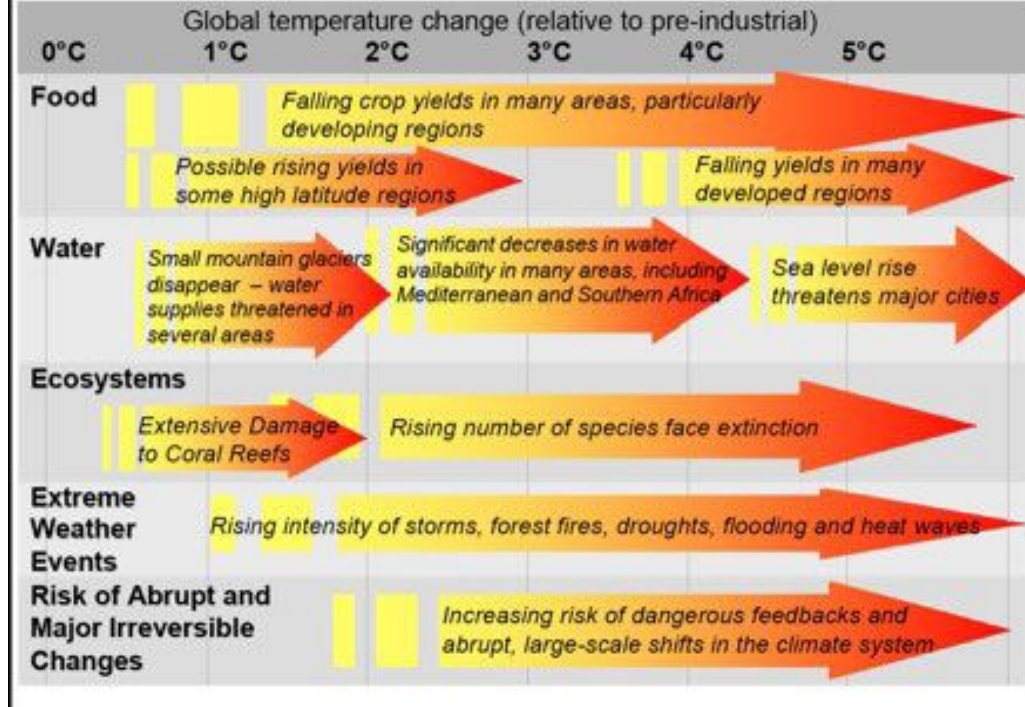 Global temperature change (relative to pre-industrial)
0°C 1°C 2°C 3°C 4°C 5°C
Food
Falling crop yields in many areas, particularly
developing regions
Possible rising yields in
some high latitude regions
Falling yields in many
developed regions
Water
Small mountain glaciers
disappear – water
supplies threatened in
several areas
Significant decreases in water
availability in many areas, including
Mediterranean and Southern Africa
Sea level rise
threatens major cities
Ecosystems
Extensive Damage
to Coral Reefs
Rising number of species face extinction
Extreme
Weather
Events
Rising intensity of storms, forest fires, droughts, flooding and heat waves
Risk of Abrupt and
Major Irreversible
Changes
Increasing risk of dangerous feedbacks and
abrupt, large-scale shifts in the climate system